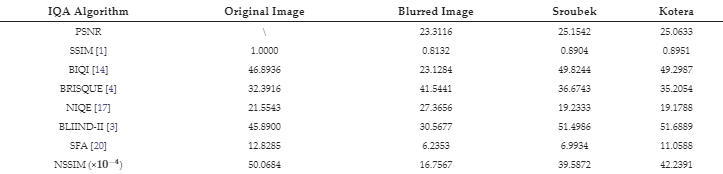 IQA Algorithm Original Image Blurred Image Sroubek Kotera
PSNR \ 23.3116 25.1542 25.0633
SSIM [1] 1.0000 0.8132 0.8904 0.8951
BIQI [14] 46.8936 23.1284 49.8244 49.2987
BRISQUE [4] 32.3916 41.5441 36.6743 35.2054
NIQE [17] 21.5543 27.3656 19.2333 19.1788
BLIIND-II [3] 45.8900 30.5677 51.4986 51.6889
SFA [20] 12.8285 6.2353 6.9934 11.0588
NSSIM (×10⁻⁴) 50.0684 16.7567 39.5872 42.2391